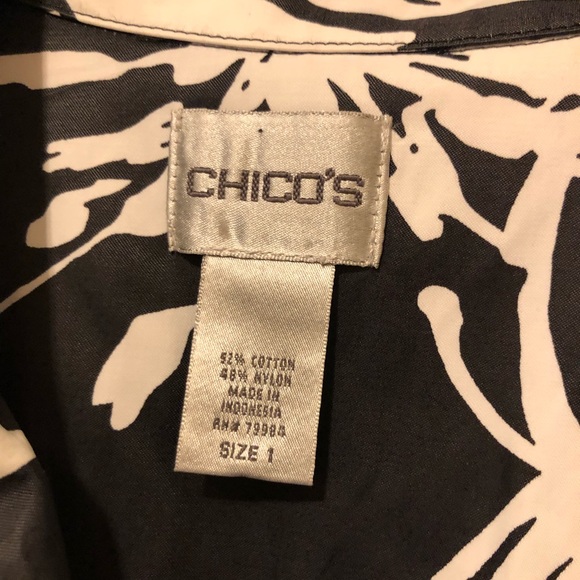 CHICO'S
52% COTTON
48% NYLON
MADE IN
INDONESIA
RN# 79984
SIZE 1